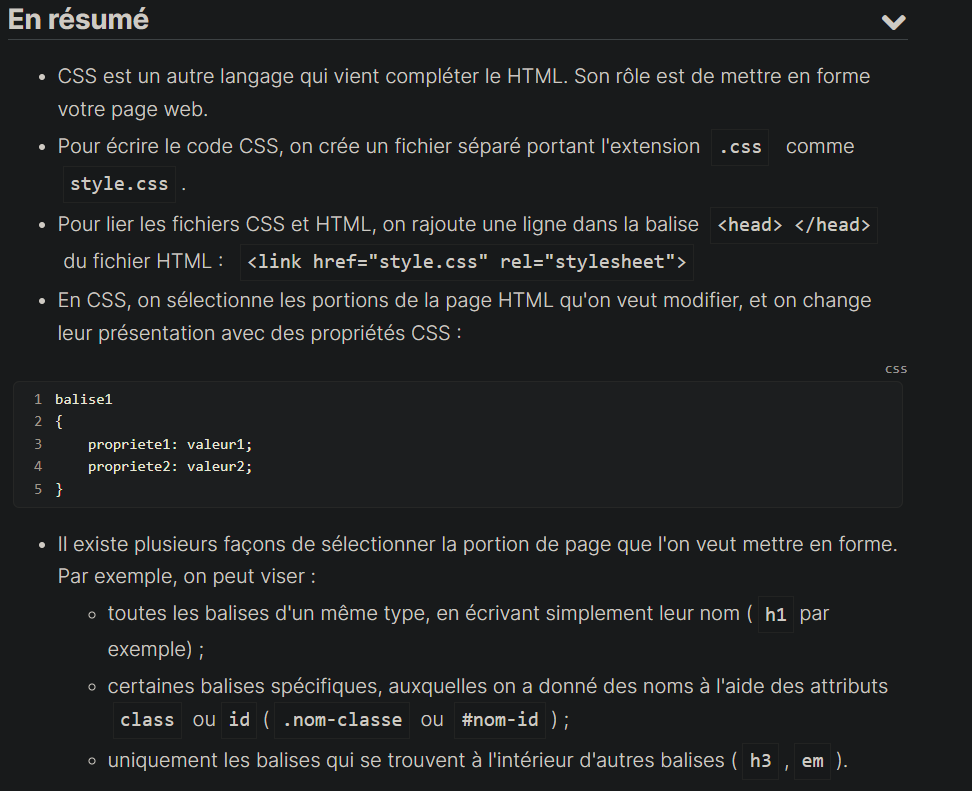 En résumé
• CSS est un autre langage qui vient compléter le HTML. Son rôle est de mettre en forme
votre page web.
• Pour écrire le code CSS, on crée un fichier séparé portant l'extension .css comme
style.css .
• Pour lier les fichiers CSS et HTML, on rajoute une ligne dans la balise <head> </head>
du fichier HTML : <link href="style.css" rel="stylesheet">
• En CSS, on sélectionne les portions de la page HTML qu'on veut modifier, et on change
leur présentation avec des propriétés CSS :
css
1 balise1
2 {
3     propriete1: valeur1;
4     propriete2: valeur2;
5 }
• Il existe plusieurs façons de sélectionner la portion de page que l'on veut mettre en forme.
Par exemple, on peut viser :
◦ toutes les balises d'un même type, en écrivant simplement leur nom ( h1 par
exemple) ;
◦ certaines balises spécifiques, auxquelles on a donné des noms à l'aide des attributs
class ou id ( .nom-classe ou #nom-id ) ;
◦ uniquement les balises qui se trouvent à l'intérieur d'autres balises ( h3 , em ).